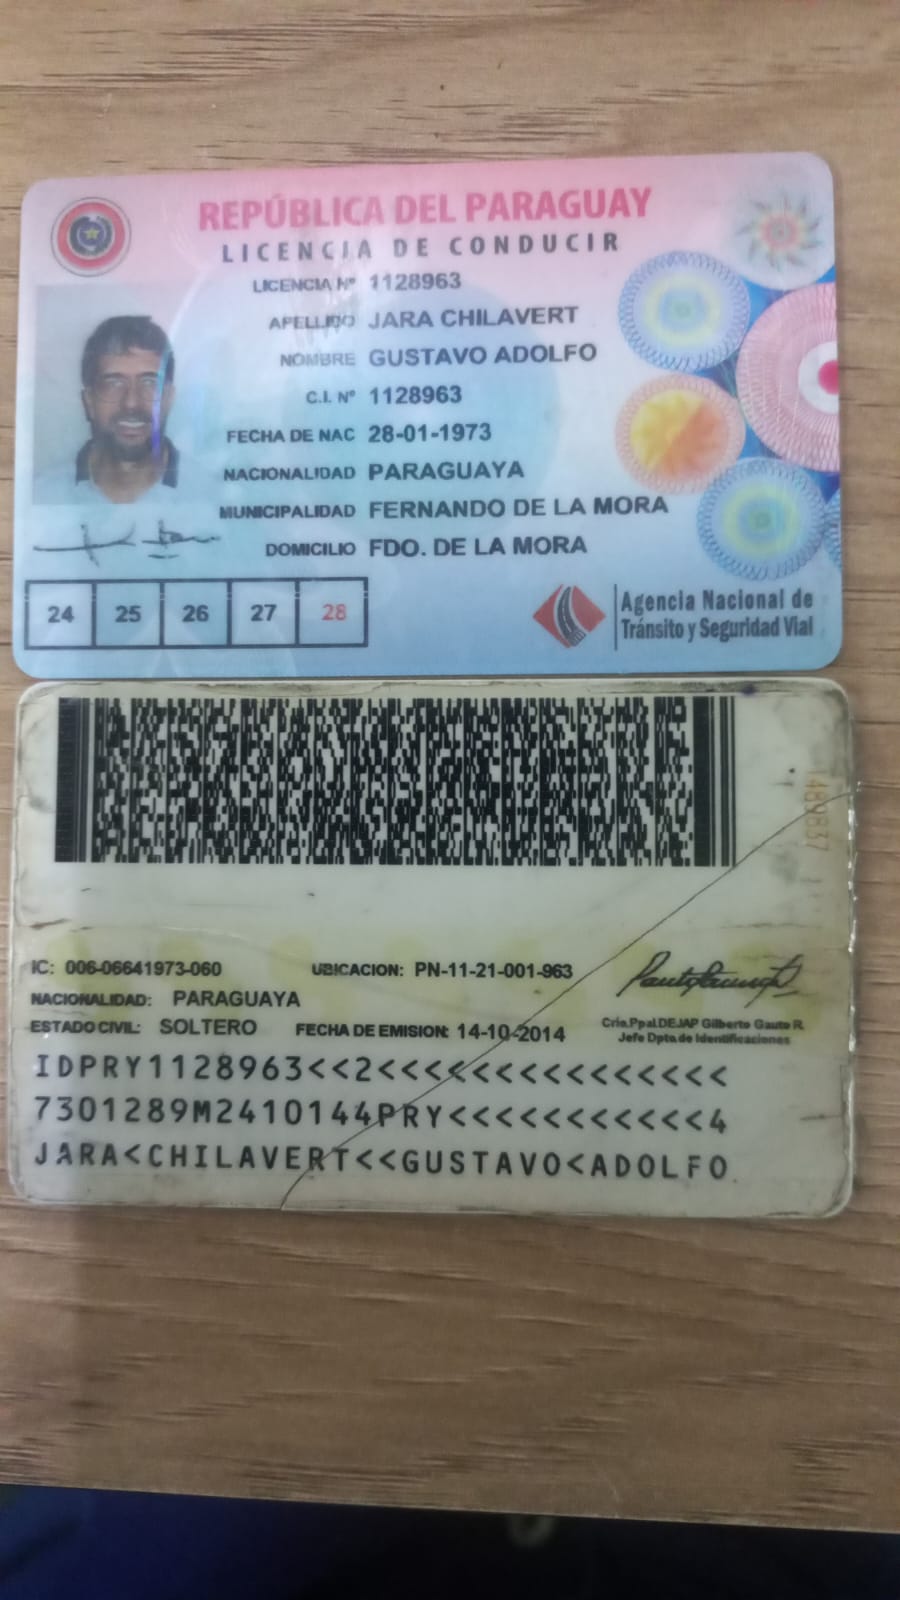 REPÚBLICA DEL PARAGUAY
LICENCIA DE CONDUCIR
LICENCIA Nº 1128963
APELLIDO JARA CHILAVERT
NOMBRE GUSTAVO ADOLFO
C.I. Nº 1128963
FECHA DE NAC 28-01-1973
NACIONALIDAD PARAGUAYA
MUNICIPALIDAD FERNANDO DE LA MORA
DOMICILIO FDO. DE LA MORA
24 25 26 27 28
Agencia Nacional de
Tránsito y Seguridad Vial
489837
IC: 006-06641973-060 UBICACION: PN-11-21-001-963
NACIONALIDAD: PARAGUAYA
ESTADO CIVIL: SOLTERO FECHA DE EMISION: 14-10-2014
Crio.Ppal.DEJAP Gilberto Gauto R.
Jefe Dpto. de Identificaciones
IDPRY1128963<<2<<<<<<<<<<<<<<<
7301289M2410144PRY<<<<<<<<<<<4
JARA<CHILAVERT<<GUSTAVO<ADOLFO